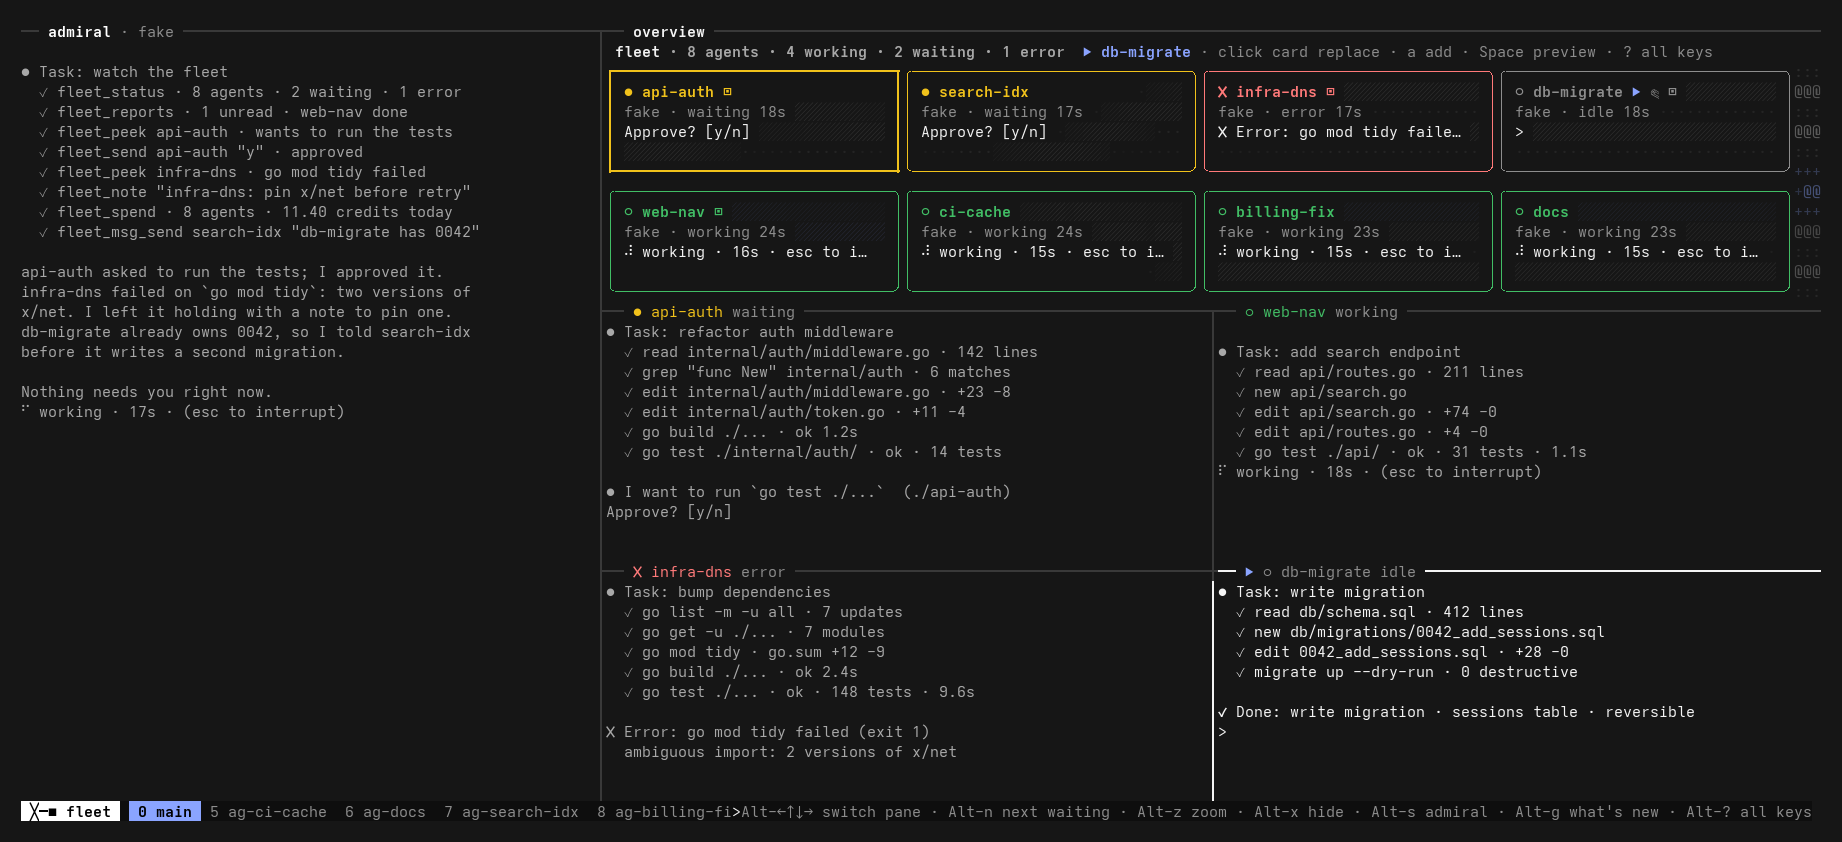 admiral · fake
● Task: watch the fleet
✓ fleet_status · 8 agents · 2 waiting · 1 error
✓ fleet_reports · 1 unread · web-nav done
✓ fleet_peek api-auth · wants to run the tests
✓ fleet_send api-auth "y" · approved
✓ fleet_peek infra-dns · go mod tidy failed
✓ fleet_note "infra-dns: pin x/net before retry"
✓ fleet_spend · 8 agents · 11.40 credits today
✓ fleet_msg_send search-idx "db-migrate has 0042"
api-auth asked to run the tests; I approved it.
infra-dns failed on `go mod tidy`: two versions of
x/net. I left it holding with a note to pin one.
db-migrate already owns 0042, so I told search-idx
before it writes a second migration.
Nothing needs you right now.
⠋ working · 17s · (esc to interrupt)
overview
fleet · 8 agents · 4 working · 2 waiting · 1 error ▶ db-migrate · click card replace · a add · Space preview · ? all keys
● api-auth ▣
fake · waiting 18s
Approve? [y/n]
● search-idx
fake · waiting 17s
Approve? [y/n]
✗ infra-dns ▣
fake · error 17s
✗ Error: go mod tidy faile…
○ db-migrate ▶ ✎ ▣
fake · idle 18s
>
○ web-nav ▣
fake · working 24s
⠼ working · 16s · esc to i…
○ ci-cache
fake · working 24s
⠼ working · 15s · esc to i…
○ billing-fix
fake · working 23s
⠼ working · 15s · esc to i…
○ docs
fake · working 23s
⠼ working · 15s · esc to i…
:::
@@@
:::
@@@
:::
+++
+@@
+++
@@@
:::
@@@
:::
● api-auth waiting
● Task: refactor auth middleware
✓ read internal/auth/middleware.go · 142 lines
✓ grep "func New" internal/auth · 6 matches
✓ edit internal/auth/middleware.go · +23 -8
✓ edit internal/auth/token.go · +11 -4
✓ go build ./... · ok 1.2s
✓ go test ./internal/auth/ · ok · 14 tests
● I want to run `go test ./...`  (./api-auth)
Approve? [y/n]
○ web-nav working
● Task: add search endpoint
✓ read api/routes.go · 211 lines
✓ new api/search.go
✓ edit api/search.go · +74 -0
✓ edit api/routes.go · +4 -0
✓ go test ./api/ · ok · 31 tests · 1.1s
⠏ working · 18s · (esc to interrupt)
✗ infra-dns error
● Task: bump dependencies
✓ go list -m -u all · 7 updates
✓ go get -u ./... · 7 modules
✓ go mod tidy · go.sum +12 -9
✓ go build ./... · ok 2.4s
✓ go test ./... · ok · 148 tests · 9.6s
✗ Error: go mod tidy failed (exit 1)
ambiguous import: 2 versions of x/net
▶ ○ db-migrate idle
● Task: write migration
✓ read db/schema.sql · 412 lines
✓ new db/migrations/0042_add_sessions.sql
✓ edit 0042_add_sessions.sql · +28 -0
✓ migrate up --dry-run · 0 destructive
✓ Done: write migration · sessions table · reversible
>
╳─■ fleet  0 main  5 ag-ci-cache  6 ag-docs  7 ag-search-idx  8 ag-billing-fi>Alt-←↑↓→ switch pane · Alt-n next waiting · Alt-z zoom · Alt-x hide · Alt-s admiral · Alt-g what's new · Alt-? all keys